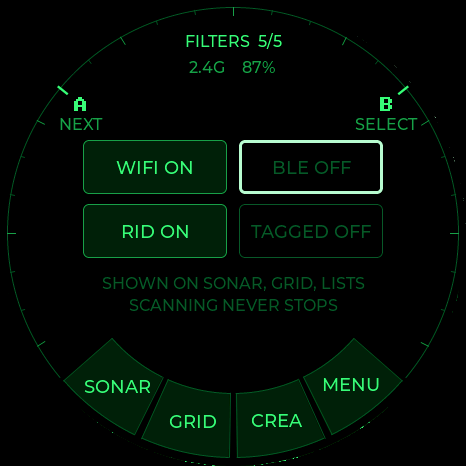 FILTERS 5/5
2.4G 87%
A B
NEXT SELECT
WIFI ON BLE OFF
RID ON TAGGED OFF
SHOWN ON SONAR, GRID, LISTS
SCANNING NEVER STOPS
SONAR GRID CREA MENU